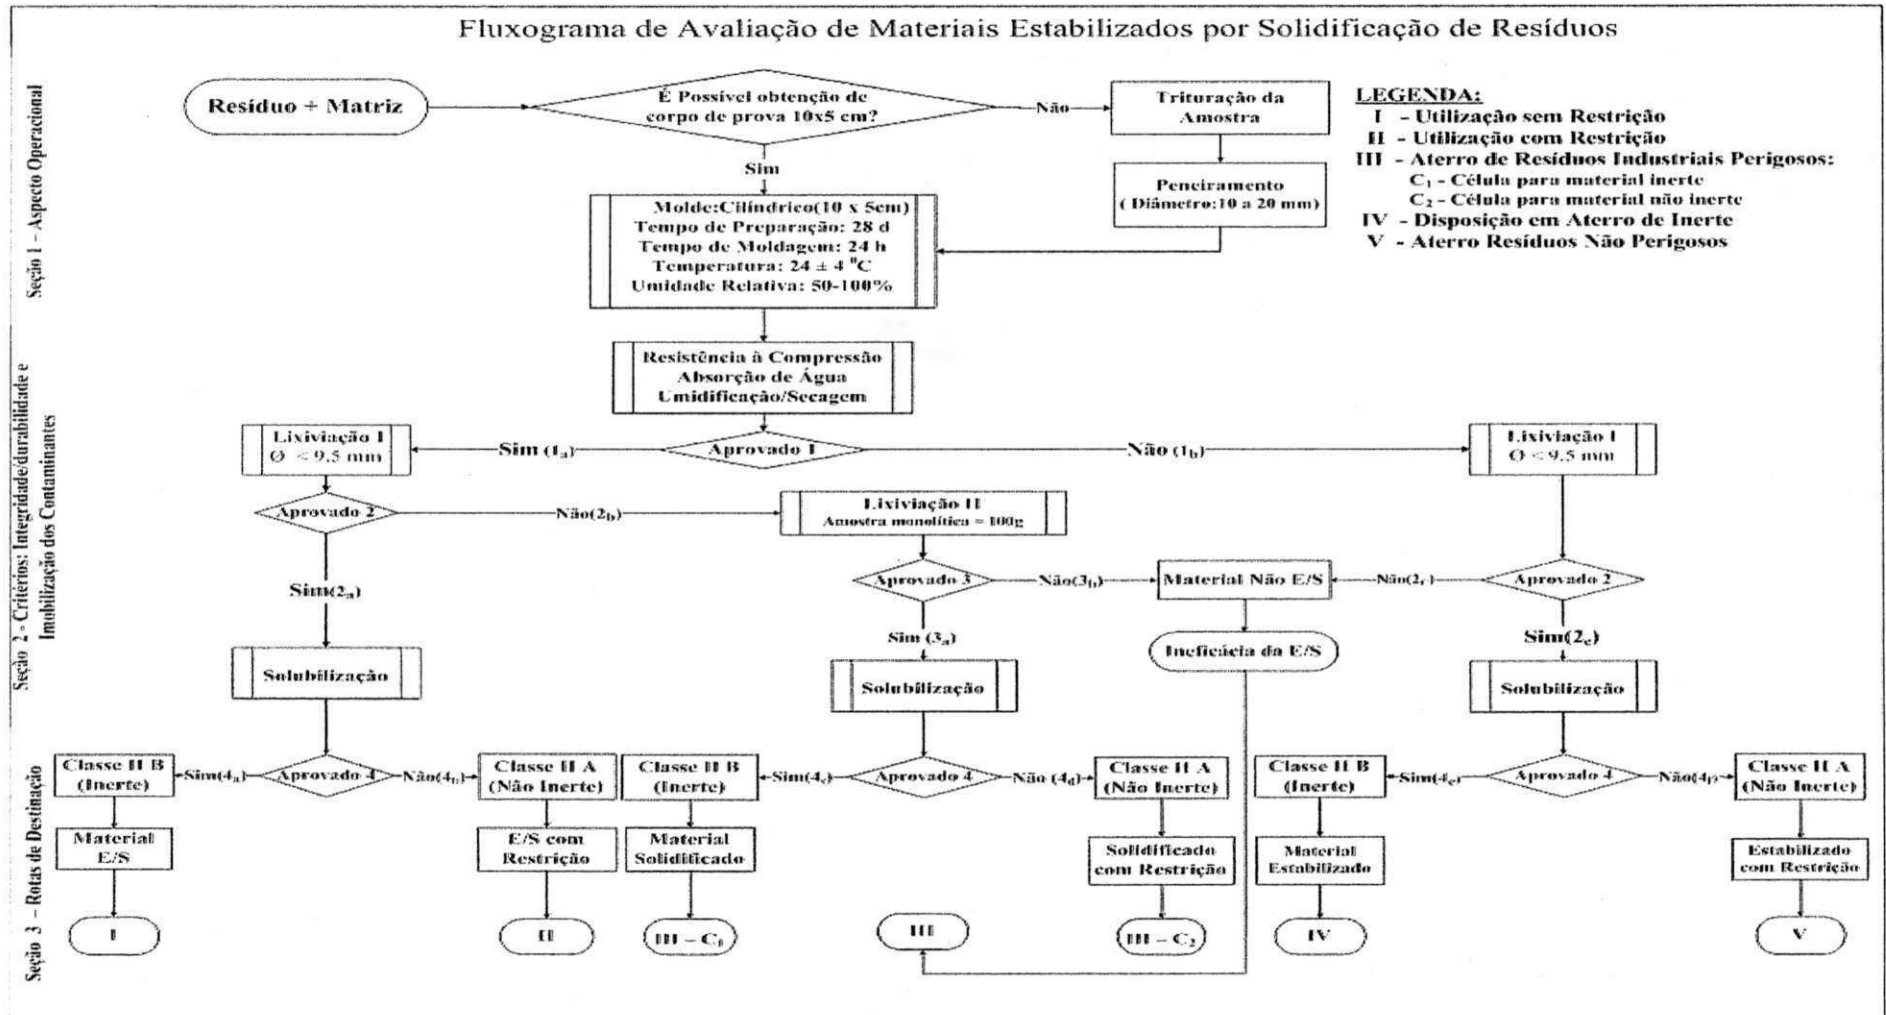 Fluxograma de Avaliação de Materiais Estabilizados por Solidificação de Resíduos
Seção 1 – Aspecto Operacional
Resíduo + Matriz
É Possível obtenção de
corpo de prova 10x5 cm?
Não
Trituração da
Amostra
Sim
Peneiramento
( Diâmetro:10 a 20 mm)
Molde:Cilíndrico(10 x 5cm)
Tempo de Preparação: 28 d
Tempo de Moldagem: 24 h
Temperatura: 24 ± 4 ⁰C
Umidade Relativa: 50-100%
LEGENDA:
I - Utilização sem Restrição
II - Utilização com Restrição
III - Aterro de Resíduos Industriais Perigosos:
C₁ - Célula para material inerte
C₂ - Célula para material não inerte
IV - Disposição em Aterro de Inerte
V - Aterro Resíduos Não Perigosos
Seção 2 - Critérios: Integridade/durabilidade e
Imobilização dos Contaminantes
Resistência à Compressão
Absorção de Água
Umidificação/Secagem
Lixiviação I
Ø < 9.5 mm
Sim (1ₐ)
Aprovado 1
Não (1b)
Lixiviação I
Ø < 9.5 mm
Aprovado 2
Não(2b)
Lixiviação II
Amostra monolítica = 100g
Sim(2ₐ)
Aprovado 3
Não(3b)
Material Não E/S
Aprovado 2
Sim (3ₐ)
Ineficácia da E/S
Sim(2e)
Solubilização
Solubilização
Solubilização
Seção 3 – Rotas de Destinação
Classe II B
(Inerte)
Sim(4ₐ)
Aprovado 4
Não(4b)
Classe II A
(Não Inerte)
Classe II B
(Inerte)
Sim(4c)
Aprovado 4
Não (4d)
Classe II A
(Não Inerte)
Classe II B
(Inerte)
Sim(4e)
Aprovado 4
Não(4f)
Classe II A
(Não Inerte)
Material
E/S
E/S com
Restrição
Material
Solidificado
Solidificado
com Restrição
Material
Estabilizado
Estabilizado
com Restrição
I
II
III – C₁
III
III – C₂
IV
V